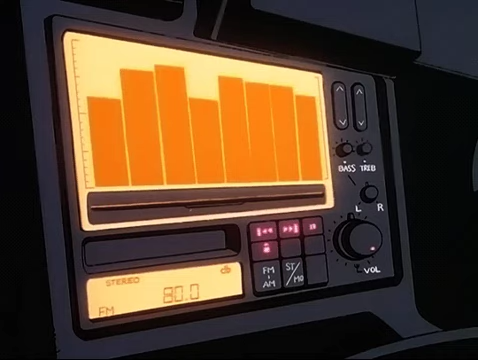 BASS TREB
L R
VOL
FM
AM
ST/
MO
STEREO db
80.0
FM